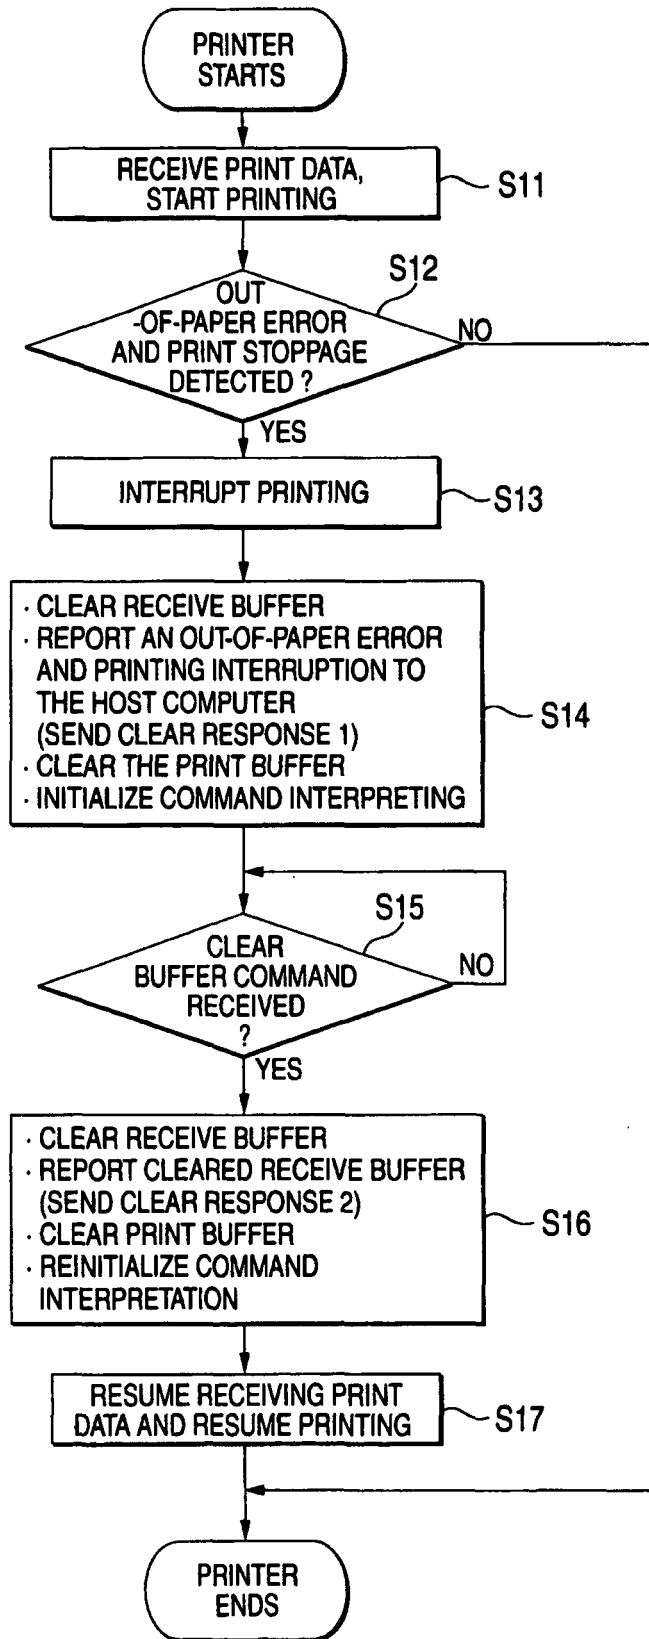 PRINTER
STARTS
RECEIVE PRINT DATA,
START PRINTING
S11
S12
OUT
-OF-PAPER ERROR
AND PRINT STOPPAGE
DETECTED ?
NO
YES
INTERRUPT PRINTING
S13
· CLEAR RECEIVE BUFFER
· REPORT AN OUT-OF-PAPER ERROR
AND PRINTING INTERRUPTION TO
THE HOST COMPUTER
(SEND CLEAR RESPONSE 1)
· CLEAR THE PRINT BUFFER
· INITIALIZE COMMAND INTERPRETING
S14
S15
CLEAR
BUFFER COMMAND
RECEIVED
?
NO
YES
· CLEAR RECEIVE BUFFER
· REPORT CLEARED RECEIVE BUFFER
(SEND CLEAR RESPONSE 2)
· CLEAR PRINT BUFFER
· REINITIALIZE COMMAND
INTERPRETATION
S16
RESUME RECEIVING PRINT
DATA AND RESUME PRINTING
S17
PRINTER
ENDS